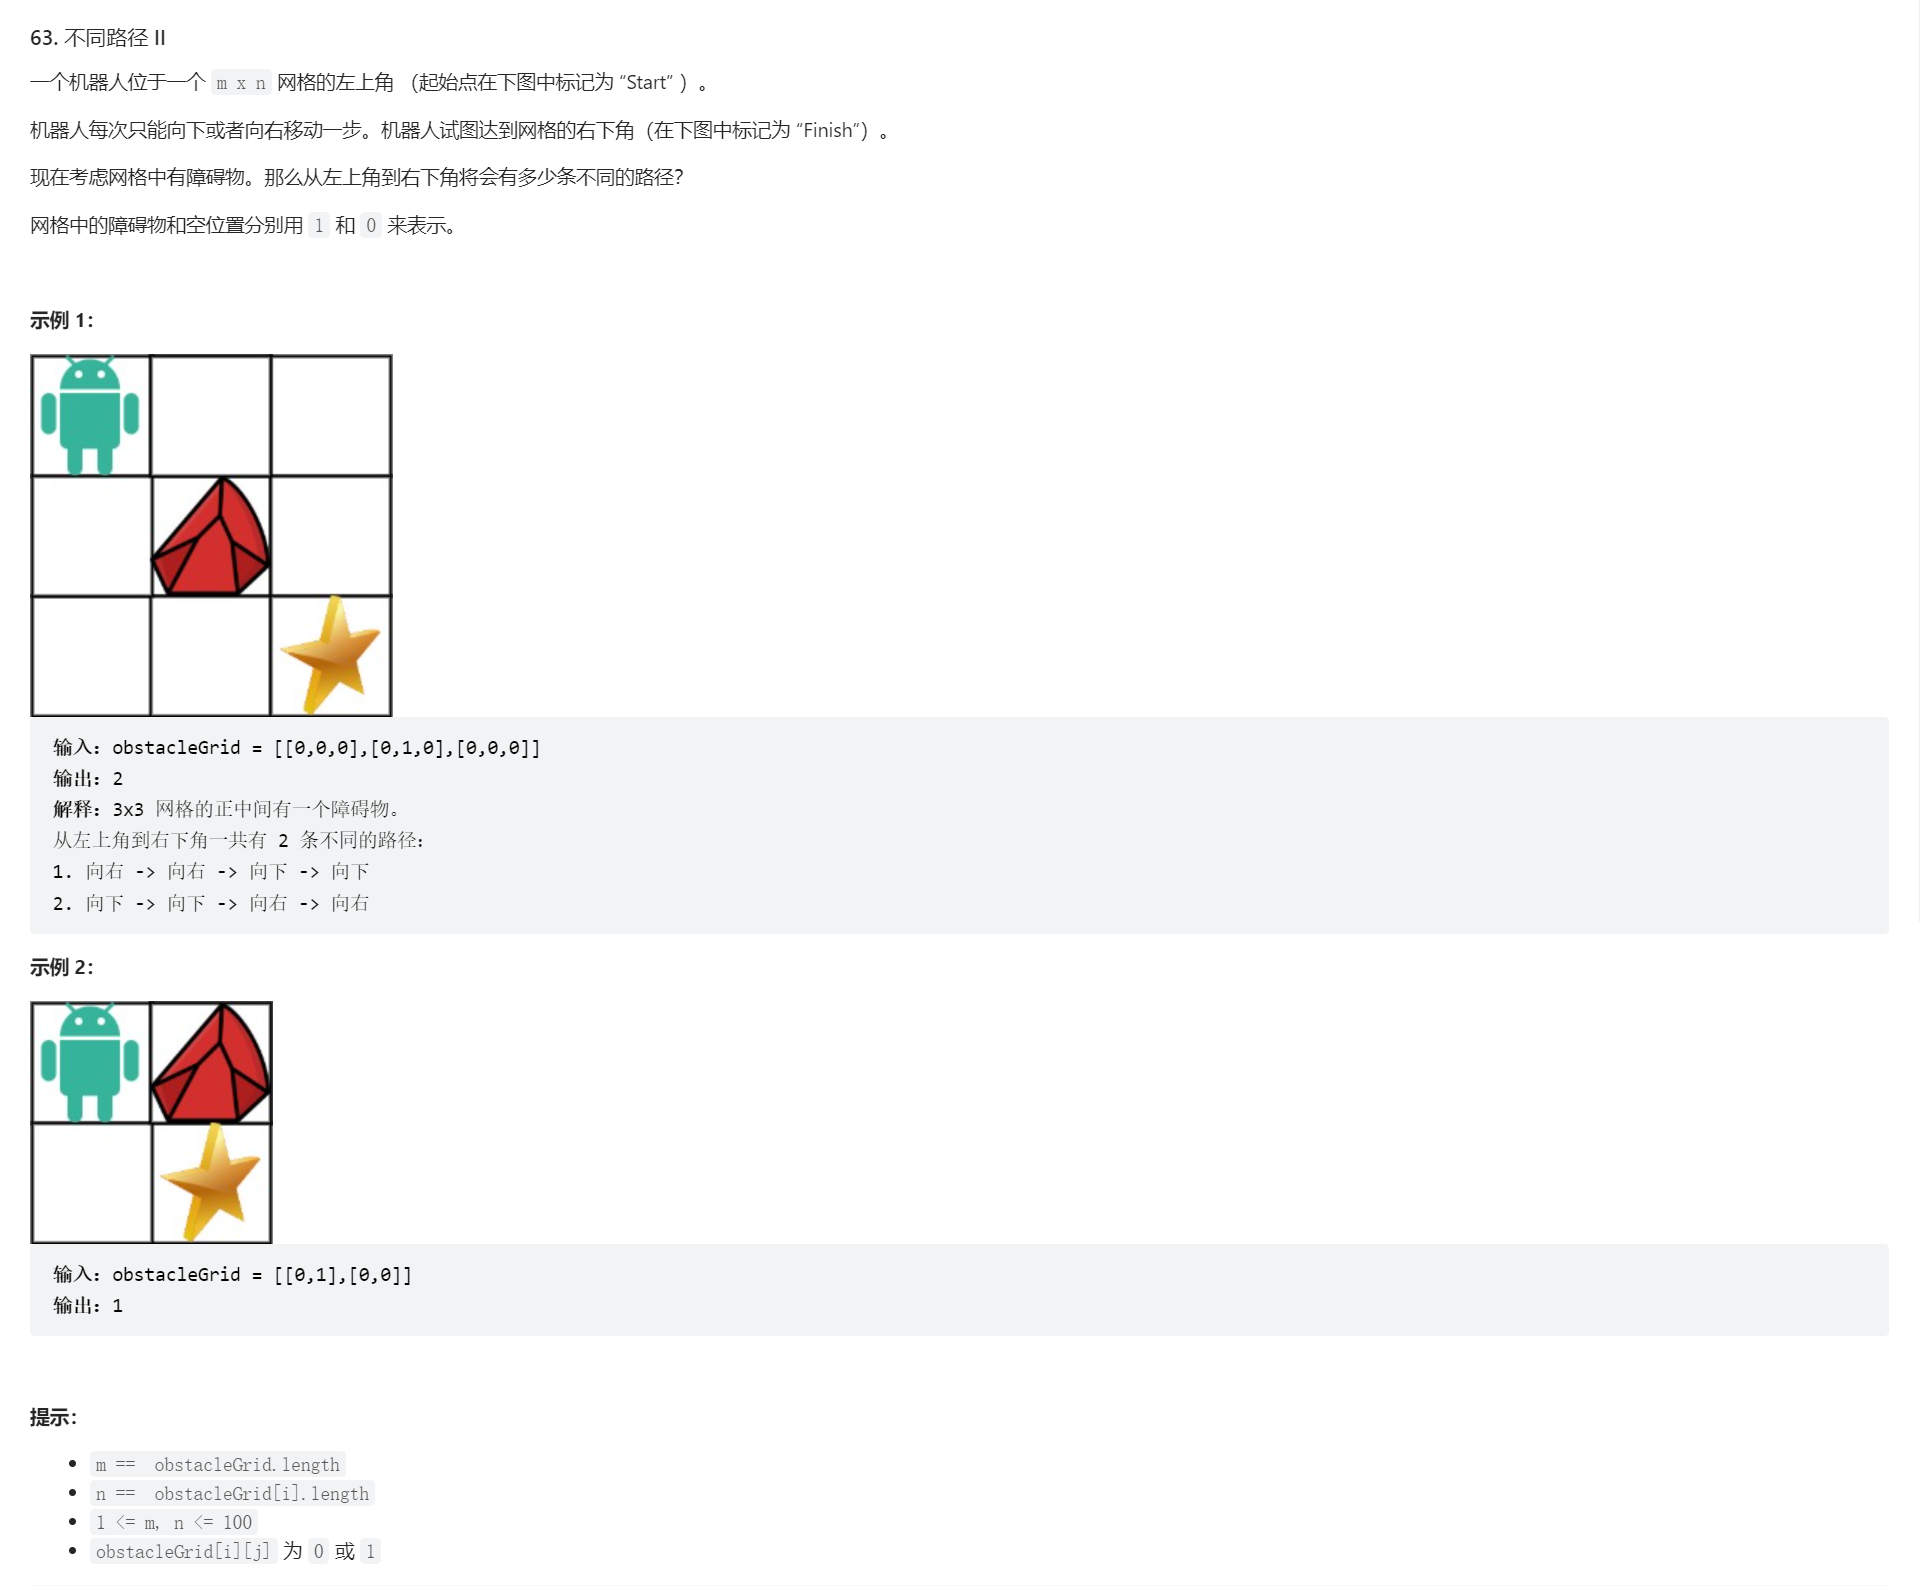 63. 不同路径 II
一个机器人位于一个 m x n 网格的左上角 （起始点在下图中标记为 “Start” ）。
机器人每次只能向下或者向右移动一步。机器人试图达到网格的右下角（在下图中标记为 “Finish”）。
现在考虑网格中有障碍物。那么从左上角到右下角将会有多少条不同的路径？
网格中的障碍物和空位置分别用 1 和 0 来表示。
示例 1：
输入：obstacleGrid = [[0,0,0],[0,1,0],[0,0,0]]
输出：2
解释：3x3 网格的正中间有一个障碍物。
从左上角到右下角一共有 2 条不同的路径：
1. 向右 -> 向右 -> 向下 -> 向下
2. 向下 -> 向下 -> 向右 -> 向右
示例 2：
输入：obstacleGrid = [[0,1],[0,0]]
输出：1
提示：
• m ==  obstacleGrid.length
• n ==  obstacleGrid[i].length
• 1 <= m, n <= 100
• obstacleGrid[i][j] 为 0 或 1